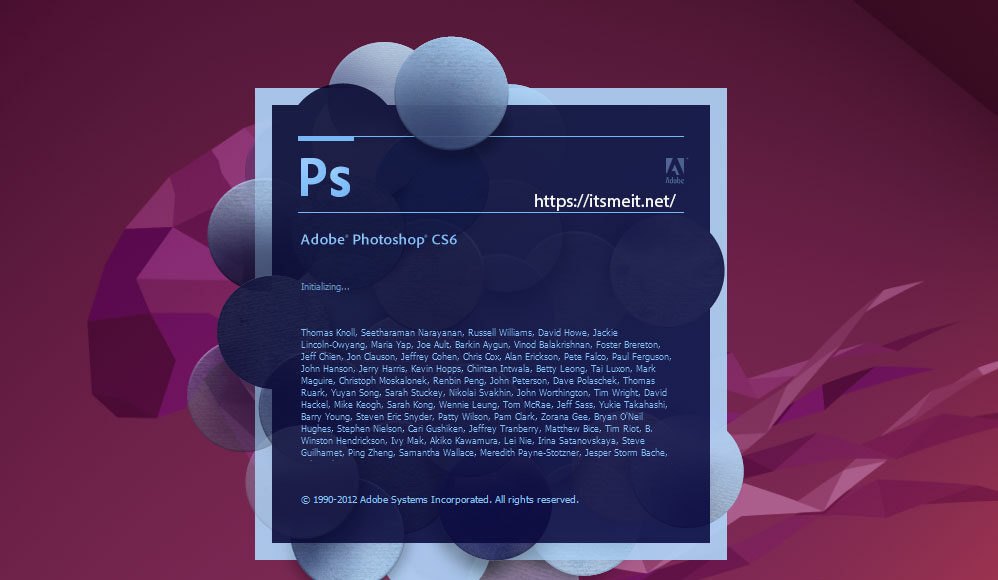 Ps
Adobe
https://itsmeit.net/
Adobe® Photoshop® CS6
Initializing...
Thomas Knoll, Seetharaman Narayanan, Russell Williams, David Howe, Jackie
Lincoln-Owyang, Maria Yap, Joe Ault, Barkin Aygun, Vinod Balakrishnan, Foster Brereton,
Jeff Chien, Jon Clauson, Jeffrey Cohen, Chris Cox, Alan Erickson, Pete Falco, Paul Ferguson,
John Hanson, Jerry Harris, Kevin Hopps, Chintan Intwala, Betty Leong, Tai Luxon, Mark
Maguire, Christoph Moskalonek, Renbin Peng, John Peterson, Dave Polaschek, Thomas
Ruark, Yuyan Song, Sarah Stuckey, Nikolai Svakhin, John Worthington, Tim Wright, David
Hackel, Mike Keogh, Sarah Kong, Wennie Leung, Tom McRae, Jeff Sass, Yukie Takahashi,
Barry Young, Steven Eric Snyder, Patty Wilson, Pam Clark, Zorana Gee, Bryan O'Neil
Hughes, Stephen Nielson, Cari Gushiken, Jeffrey Tranberry, Matthew Bice, Tim Riot, B.
Winston Hendrickson, Ivy Mak, Akiko Kawamura, Lei Nie, Irina Satanovskaya, Steve
Guilhamet, Ping Zheng, Samantha Wallace, Meredith Payne-Stotzner, Jesper Storm Bache,
© 1990-2012 Adobe Systems Incorporated. All rights reserved.